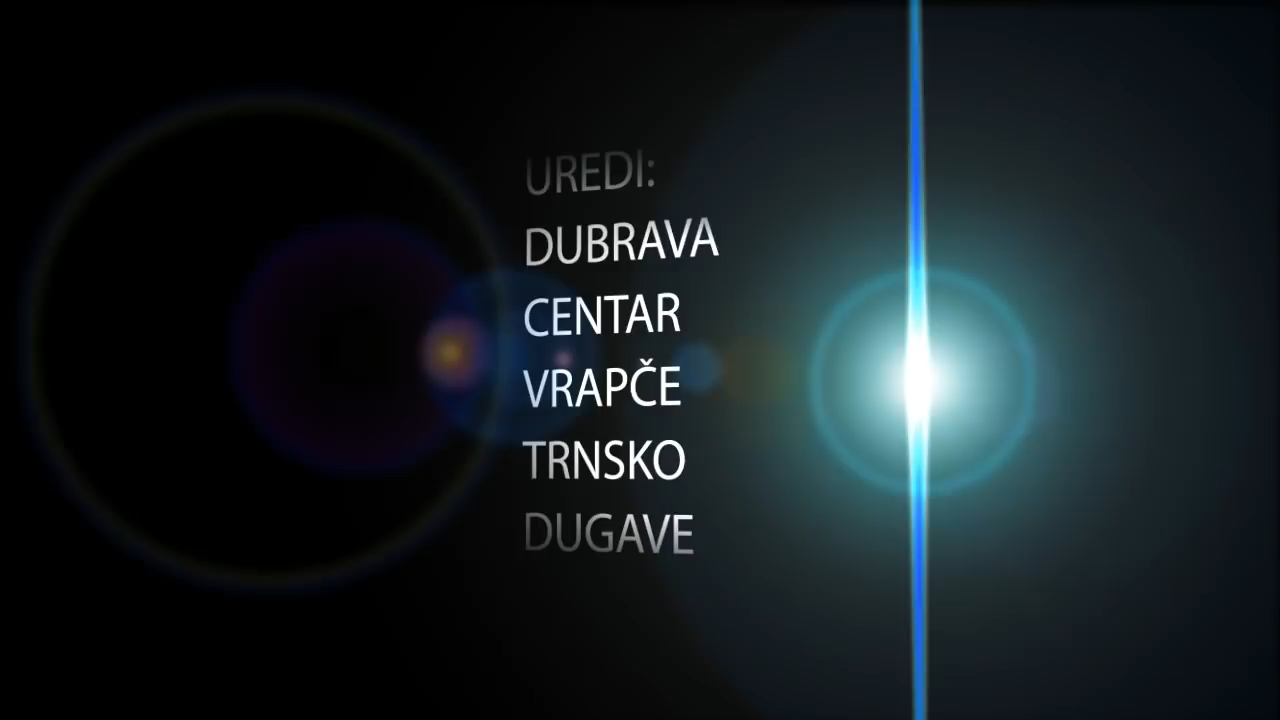 UREDI:
DUBRAVA
CENTAR
VRAPČE
TRNSKO
DUGAVE